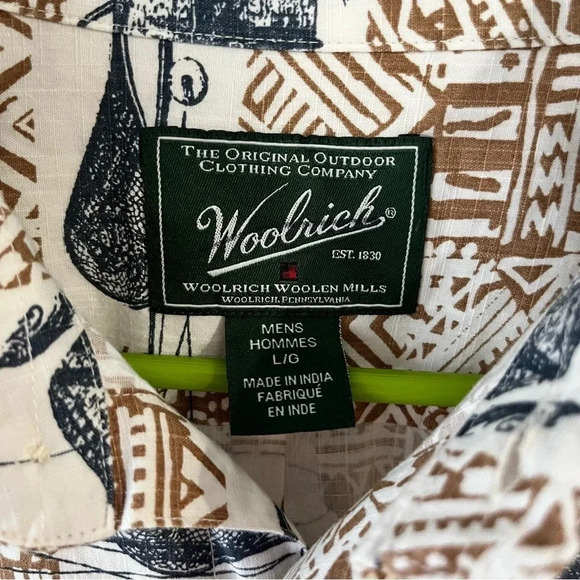 THE ORIGINAL OUTDOOR
CLOTHING COMPANY
Woolrich®
EST. 1830
WOOLRICH WOOLEN MILLS
WOOLRICH, PENNSYLVANIA
MENS
HOMMES
L/G
MADE IN INDIA
FABRIQUÉ
EN INDE